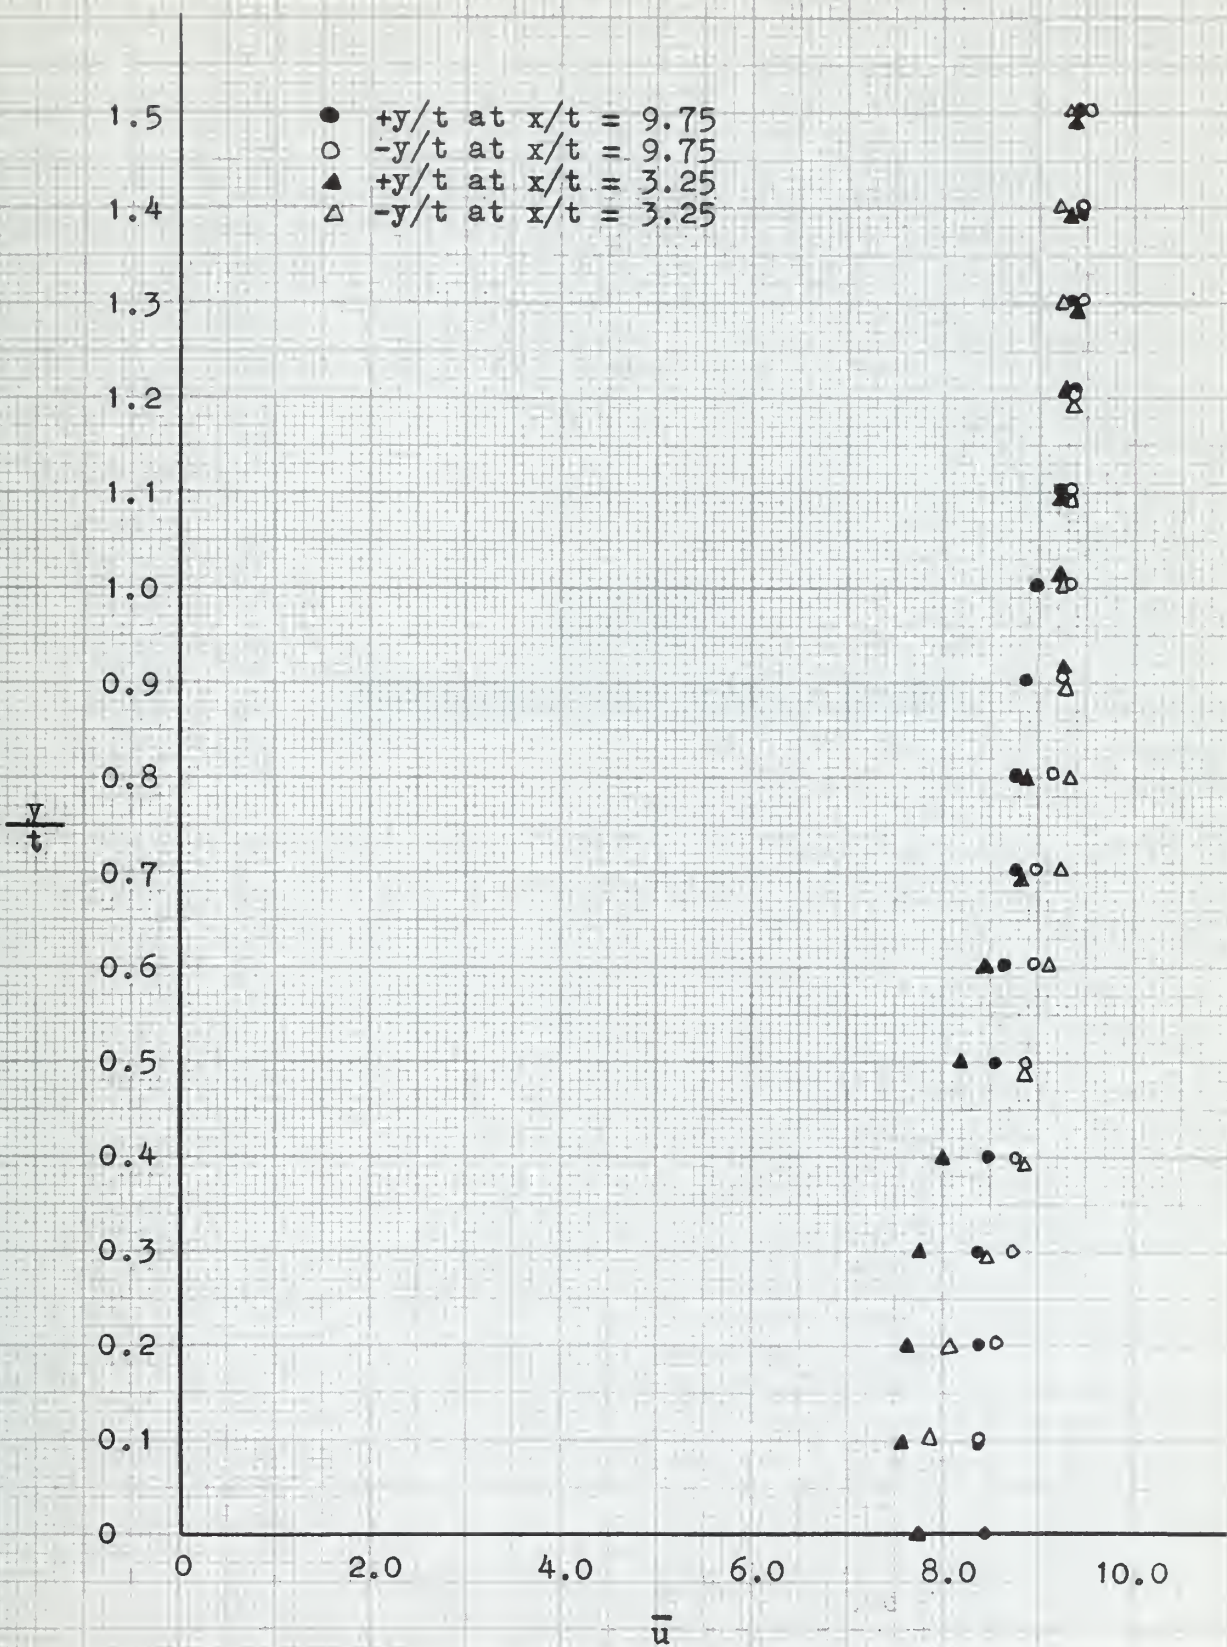 1.5
● +y/t at x/t = 9.75
○ -y/t at x/t = 9.75
▲ +y/t at x/t = 3.25
△ -y/t at x/t = 3.25
1.4
1.3
1.2
1.1
1.0
0.9
0.8
y
t
0.7
0.6
0.5
0.4
0.3
0.2
0.1
0
0 2.0 4.0 6.0 8.0 10.0
u̅